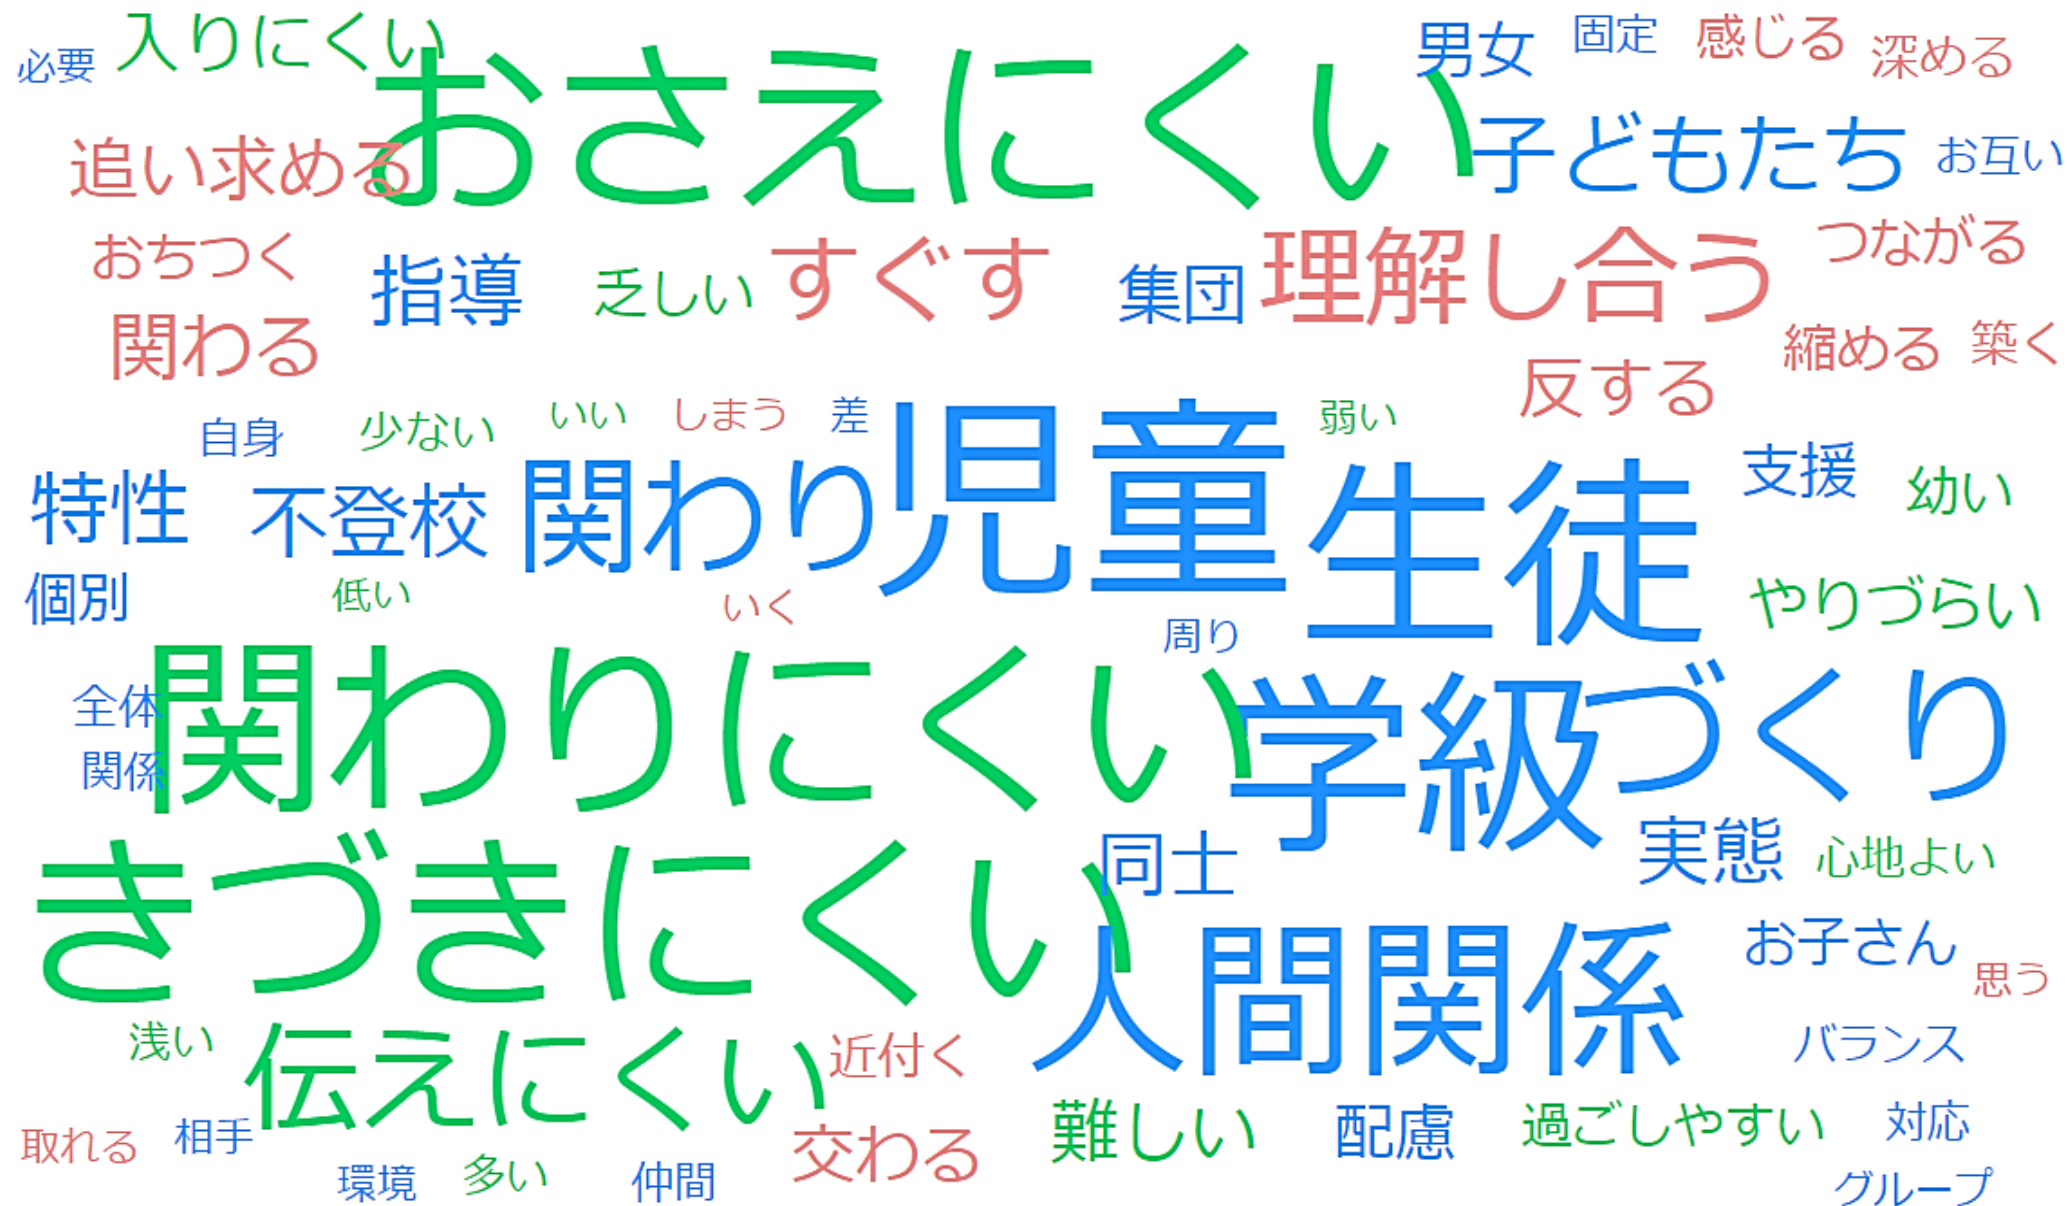 必要 入りにくい おさえにくい 男女 固定 感じる 深める
追い求める 子どもたち お互い
おちつく 指導 乏しい すぐす 集団 理解し合う つながる
関わる 反する 縮める 築く
自身 少ない いい しまう 差 児童 弱い
特性 不登校 関わり 生徒 支援 幼い
個別 低い いく 周り やりづらい
全体 関わりにくい 学級づくり
関係
きづきにくい 同士 実態 心地よい
人間関係 お子さん 思う
浅い 伝えにくい 近付く バランス
取れる 相手 交わる 難しい 配慮 過ごしやすい 対応
環境 多い 仲間 グループ